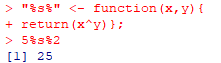 > "%s%" <- function(x,y){
+ return(x^y)};
> 5%s%2
[1] 25